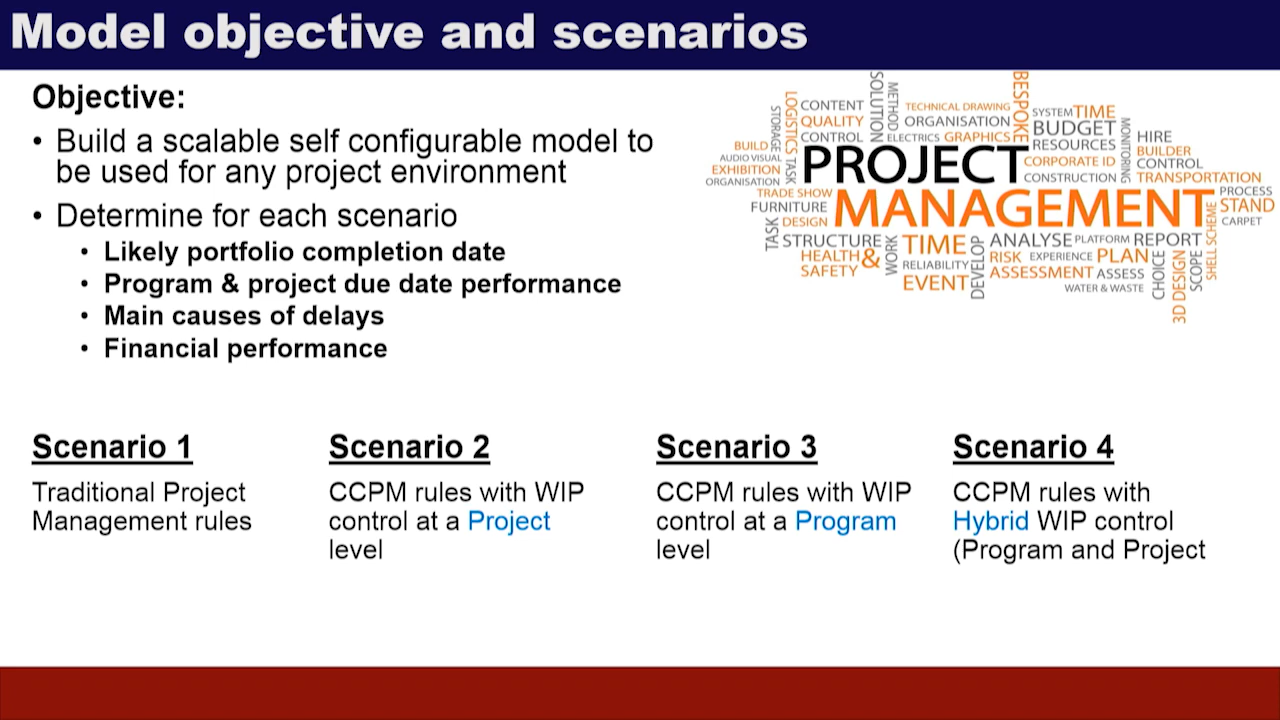 Model objective and scenarios
Objective:
• Build a scalable self configurable model to
be used for any project environment
• Determine for each scenario
• Likely portfolio completion date
• Program & project due date performance
• Main causes of delays
• Financial performance
STORAGE
LOGISTICS
TASK
CONTENT
QUALITY
CONTROL
SOLUTION
METHOD
TECHNICAL DRAWING
ORGANISATION
ELECTRICS
GRAPHICS
BESPOKE
SYSTEM
TIME
BUDGET
RESOURCES
MONITORING
HIRE
BUILDER
CONTROL
BUILD
AUDIO VISUAL
EXHIBITION
ORGANISATION
PROJECT
CORPORATE ID
CONSTRUCTION
TRANSPORTATION
TRADE SHOW
FURNITURE
DESIGN
MANAGEMENT
PROCESS
STAND
CARPET
TASK
STRUCTURE
HEALTH
&
SAFETY
WORK
TIME
RELIABILITY
EVENT
DEVELOP
ANALYSE
PLATFORM
REPORT
RISK
EXPERIENCE
PLAN
ASSESSMENT
ASSESS
WATER & WASTE
CHOICE
3D DESIGN
SCOPE
SHELL SCHEME
Scenario 1
Traditional Project
Management rules
Scenario 2
CCPM rules with WIP
control at a Project
level
Scenario 3
CCPM rules with WIP
control at a Program
level
Scenario 4
CCPM rules with
Hybrid WIP control
(Program and Project